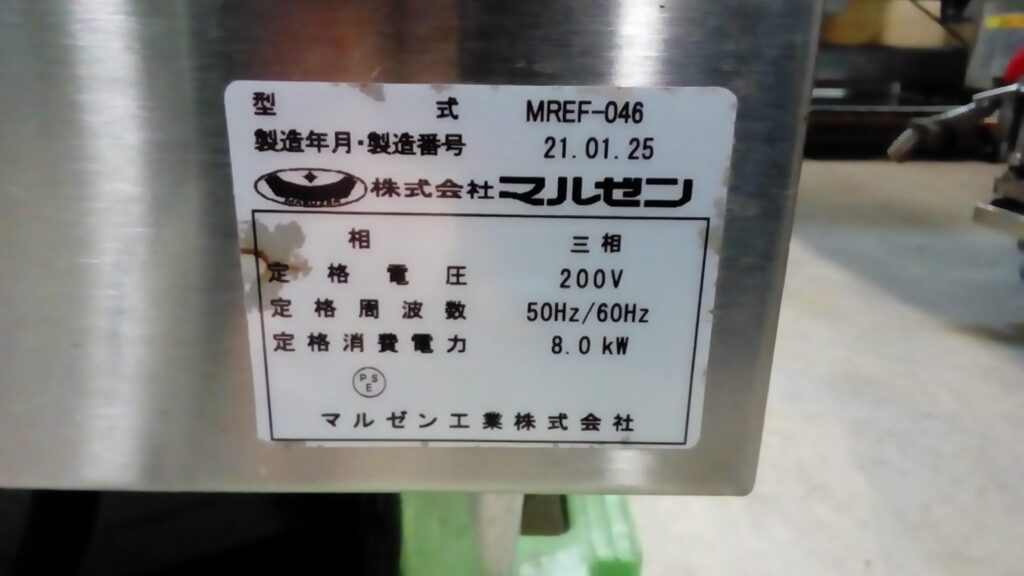 型式 MREF-046
製造年月・製造番号 21.01.25
MARUZEN 株式会社マルゼン
相 三相
定格電圧 200V
定格周波数 50Hz/60Hz
定格消費電力 8.0kW
PSE
マルゼン工業株式会社